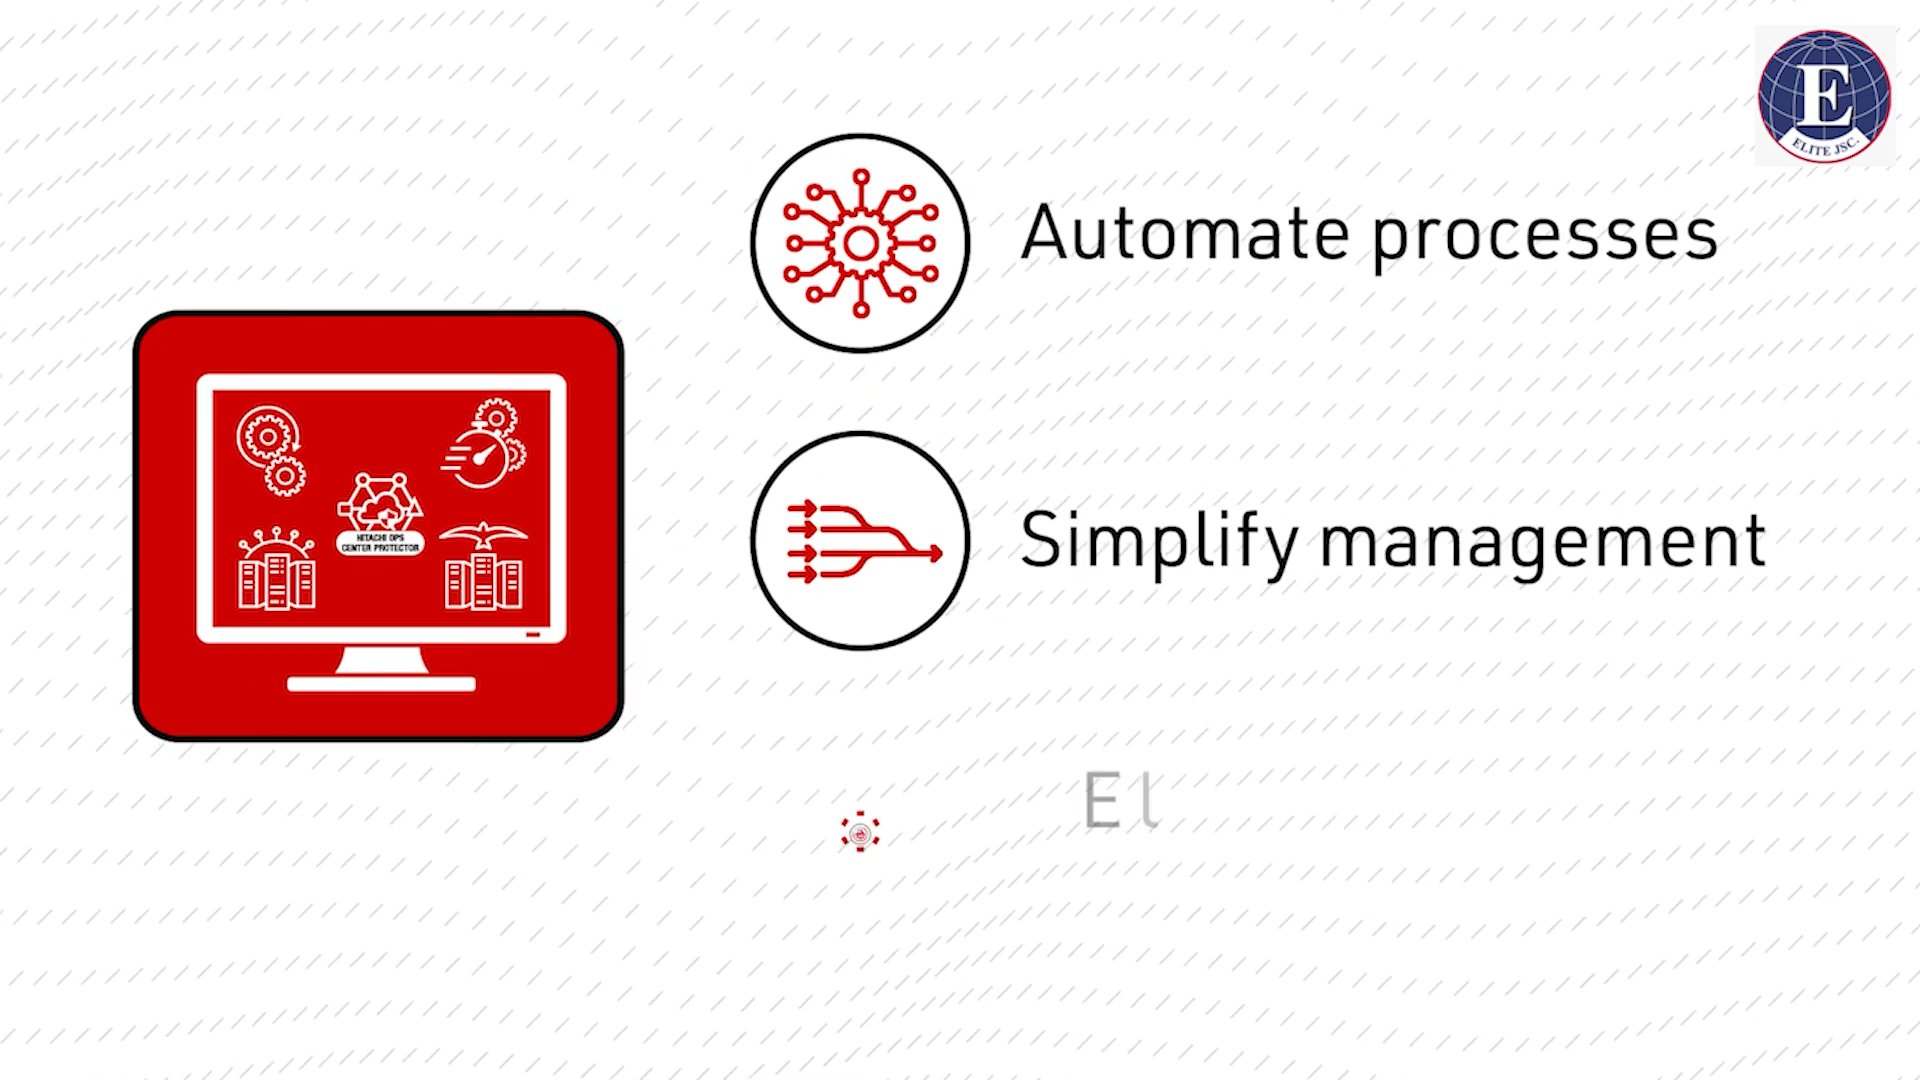 E
ELITE JSC.
Automate processes
HITACHI OPS
CENTER PROTECTOR
Simplify management
El